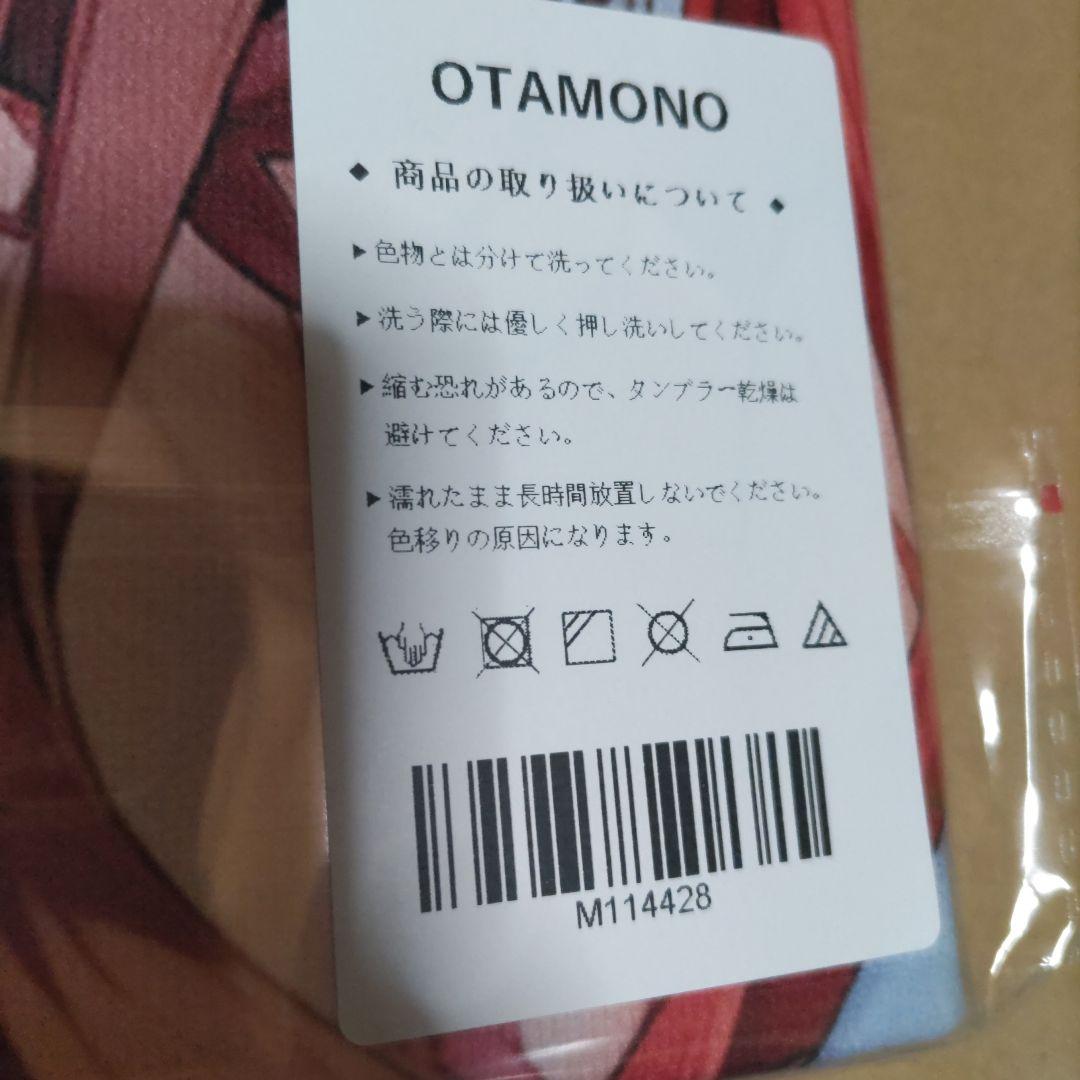 OTAMONO
◆ 商品の取り扱いについて ◆
▶色物とは分けて洗ってください。
▶洗う際には優しく押し洗いしてください。
▶縮む恐れがあるので、タンブラー乾燥は
避けてください。
▶濡れたまま長時間放置しないでください。
色移りの原因になります。
M114428